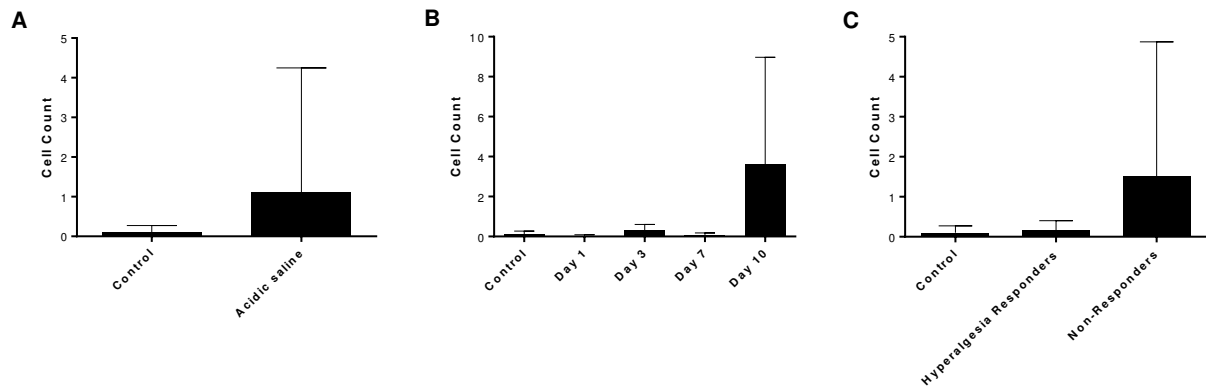 A
Cell Count
5
4
3
2
1
0
Control
Acidic saline
B
Cell Count
10
8
6
4
2
0
Control
Day 1
Day 3
Day 7
Day 10
C
Cell Count
5
4
3
2
1
0
Control
Hyperalgesia Responders
Non-Responders